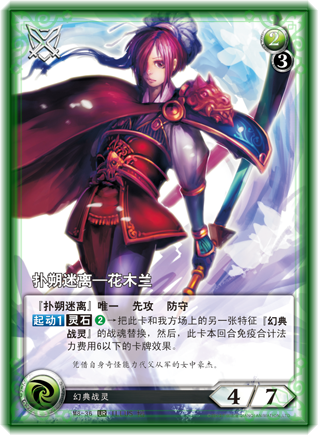 2
3
扑朔迷离—花木兰
『扑朔迷离』唯一 先攻 防守
起动1 灵石 2 →把此卡和我方场上的另一张特征『幻典
战灵』的战魂替换，然后，此卡本回合免疫合计法
力费用6以下的卡牌效果。
凭借自身奇怪能力代父从军的女中豪杰。
幻典战灵
4 / 7